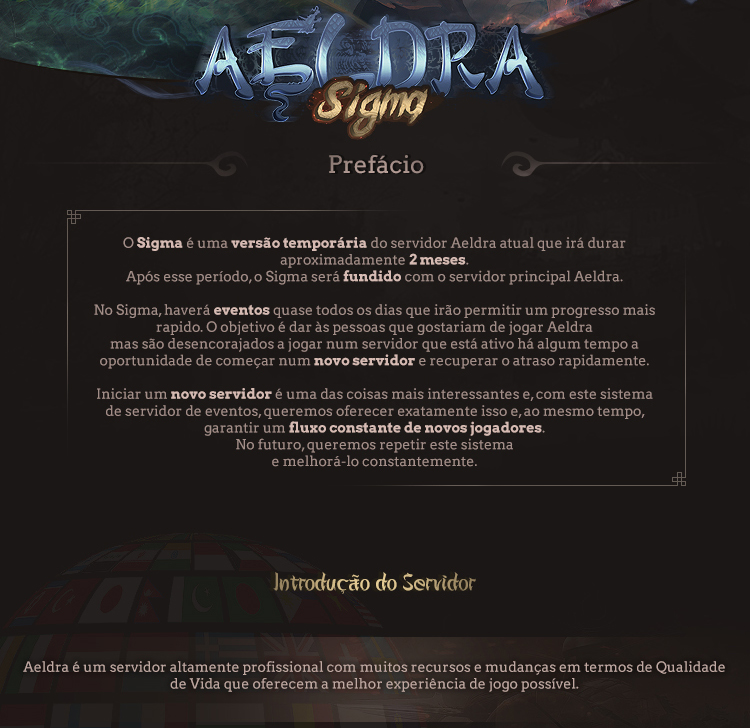 AELDRA
Sigma
Prefácio
O Sigma é uma versão temporária do servidor Aeldra atual que irá durar
aproximadamente 2 meses.
Após esse período, o Sigma será fundido com o servidor principal Aeldra.
No Sigma, haverá eventos quase todos os dias que irão permitir um progresso mais
rapido. O objetivo é dar às pessoas que gostariam de jogar Aeldra
mas são desencorajados a jogar num servidor que está ativo há algum tempo a
oportunidade de começar num novo servidor e recuperar o atraso rapidamente.
Iniciar um novo servidor é uma das coisas mais interessantes e, com este sistema
de servidor de eventos, queremos oferecer exatamente isso e, ao mesmo tempo,
garantir um fluxo constante de novos jogadores.
No futuro, queremos repetir este sistema
e melhorá-lo constantemente.
Introdução do Servidor
Aeldra é um servidor altamente profissional com muitos recursos e mudanças em termos de Qualidade
de Vida que oferecem a melhor experiência de jogo possível.